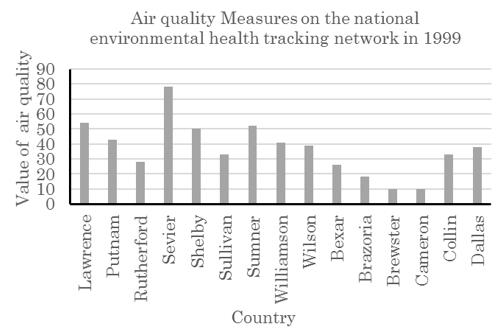 Air quality Measures on the national
environmental health tracking network in 1999
Value of air quality
90
80
70
60
50
40
30
20
10
0
Lawrence
Putnam
Rutherford
Sevier
Shelby
Sullivan
Sumner
Williamson
Wilson
Bexar
Brazoria
Brewster
Cameron
Collin
Dallas
Country